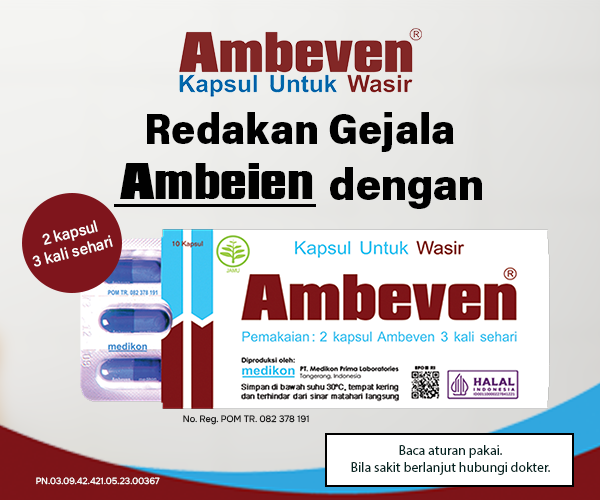 Ambeven®
Kapsul Untuk Wasir
Redakan Gejala
Ambeien dengan
2 kapsul
3 kali sehari
10 Kapsul
JAMU
Kapsul Untuk Wasir
Ambeven®
Pemakaian: 2 kapsul Ambeven 3 kali sehari
POM TR. 082 378 191
medikon
Diproduksi oleh:
medikon PT. Medikon Prima Laboratories
Tangerang, Indonesia
Simpan di bawah suhu 30°C, tempat kering
dan terhindar dari sinar matahari langsung
BPOM RI
HALAL
INDONESIA
No. Reg. POM TR. 082 378 191
Baca aturan pakai.
Bila sakit berlanjut hubungi dokter.
PN.03.09.42.421.05.23.00367